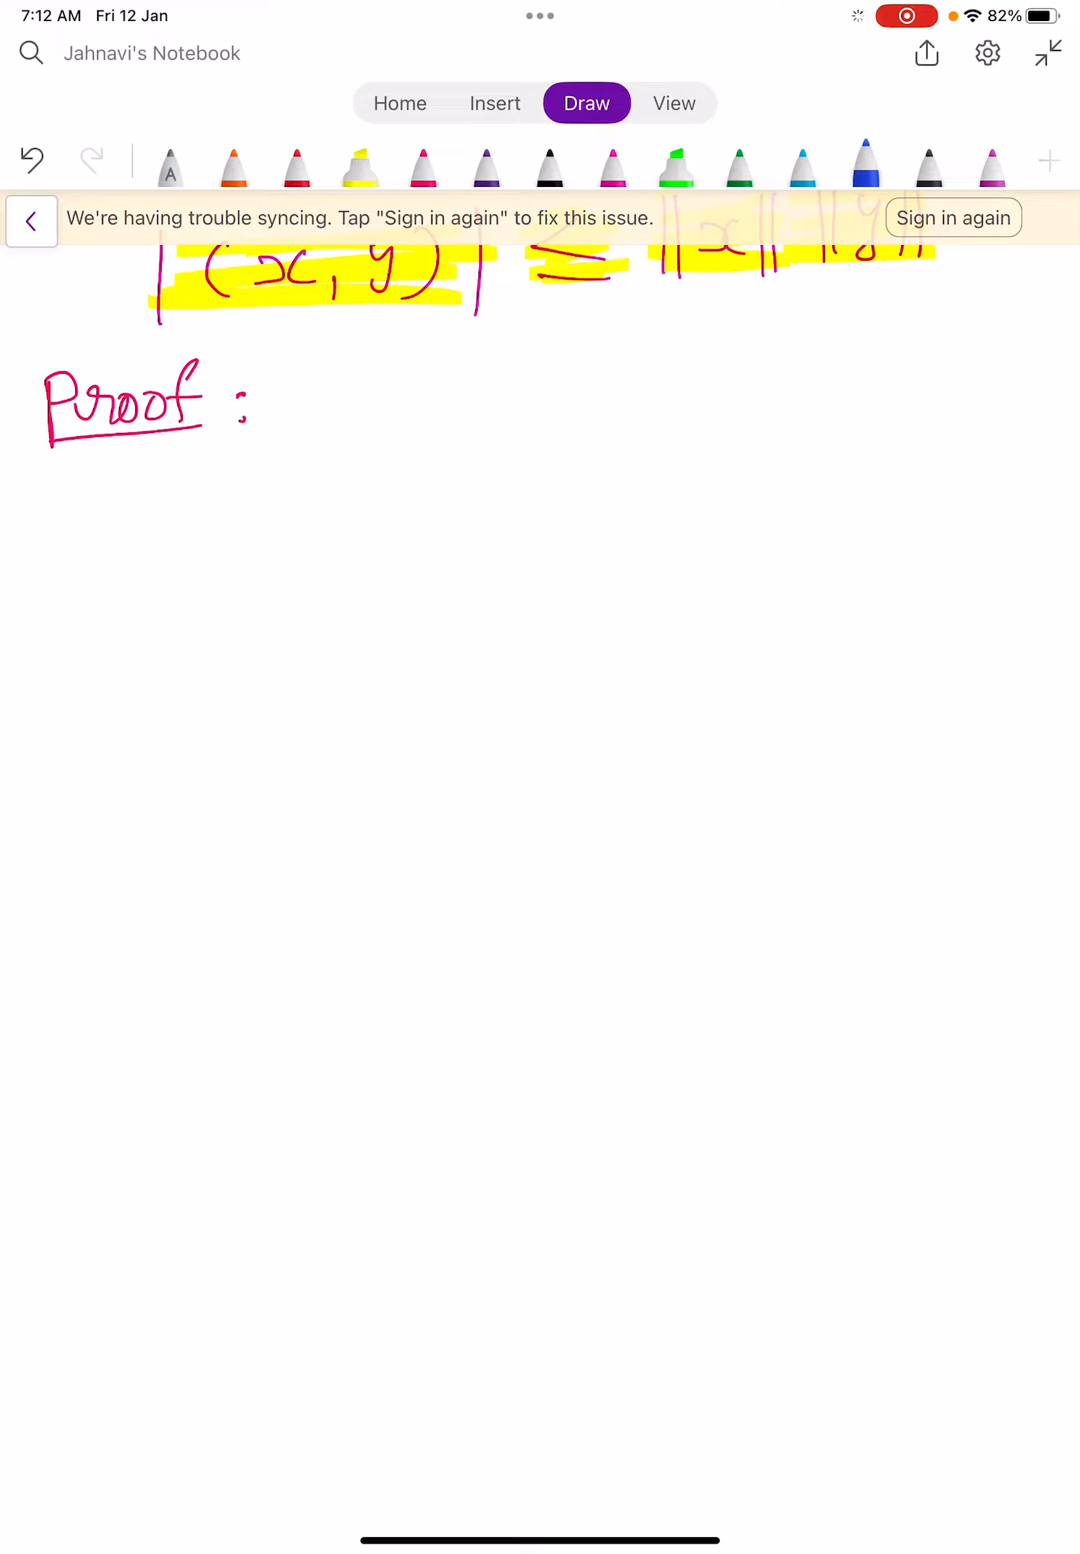 7:12 AM Fri 12 Jan
82%
Jahnavi's Notebook
Home Insert Draw View
A
We're having trouble syncing. Tap "Sign in again" to fix this issue.
Sign in again
|(x, y)| ≤ ||x|| ||y||
Proof :